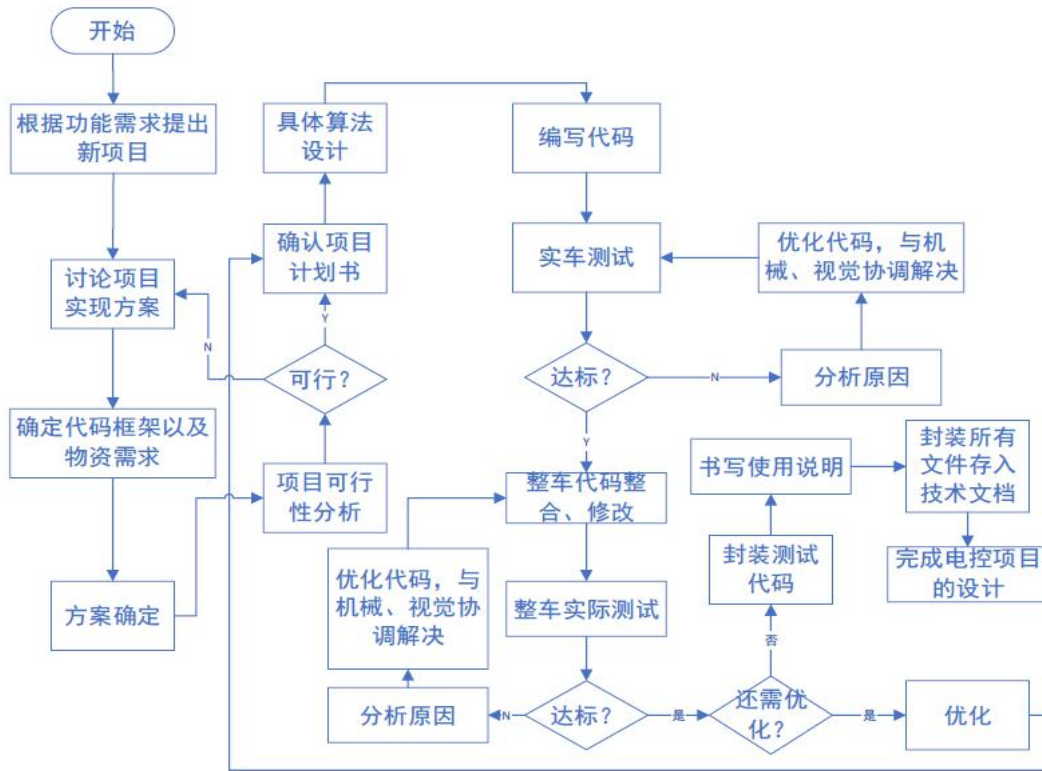 开始
根据功能需求提出
新项目
讨论项目
实现方案
确定代码框架以及
物资需求
方案确定
项目可行
性分析
可行?
N
Y
确认项目
计划书
具体算法
设计
编写代码
实车测试
达标?
N
分析原因
优化代码，与机
械、视觉协调解决
Y
整车代码整
合、修改
整车实际测试
达标?
N
分析原因
优化代码，与
机械、视觉协
调解决
是
还需优
化?
是
优化
否
封装测试
代码
书写使用说明
封装所有
文件存入
技术文档
完成电控项目
的设计